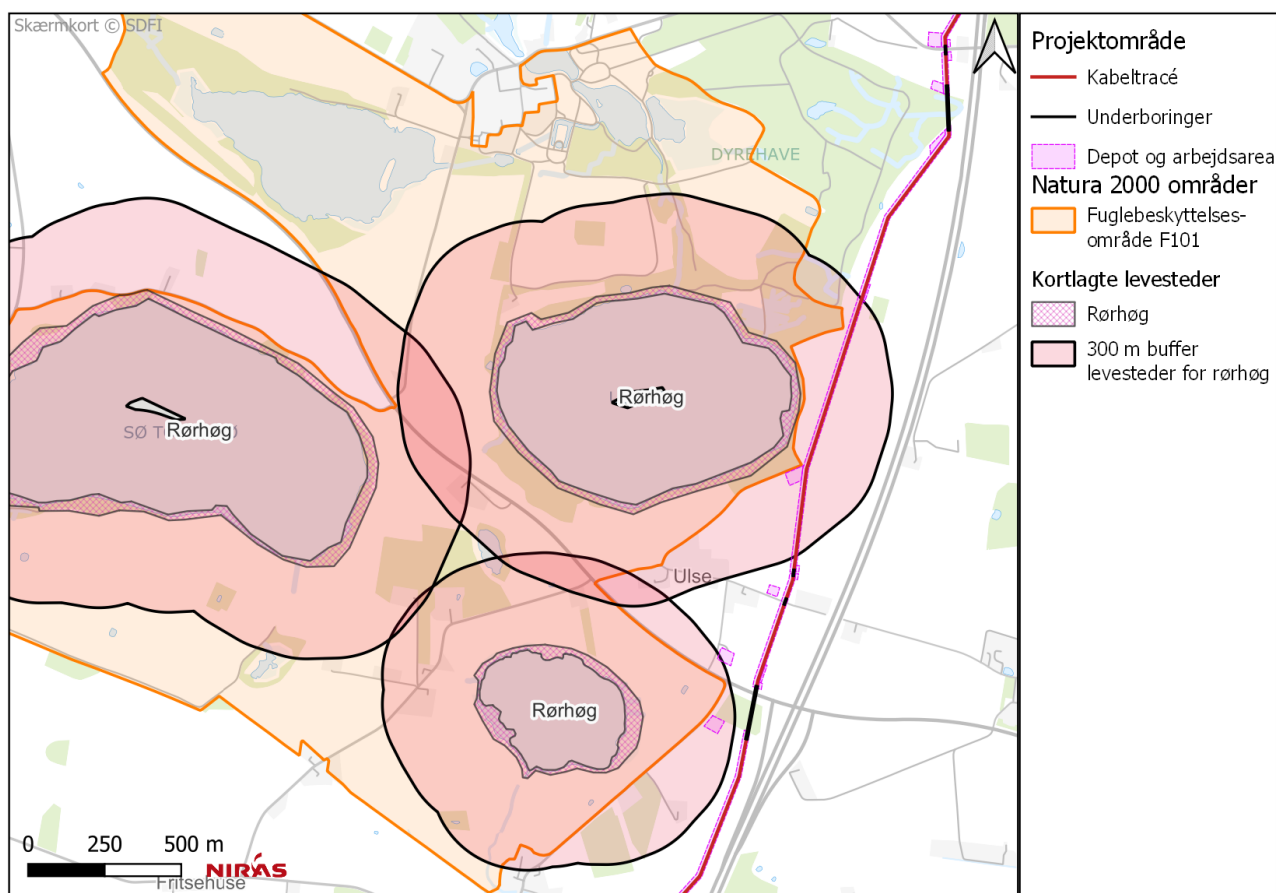 Skærmkort © SDFI
DYREHAVE
Rørhøg
Rørhøg
SØ T
Ulse
Rørhøg
0 250 500 m
NIRÁS
Fritsehuse
Projektområde
Kabeltracé
Underboringer
Depot og arbejdsarea
Natura 2000 områder
Fuglebeskyttelses-
område F101
Kortlagte levesteder
Rørhøg
300 m buffer
levesteder for rørhøg